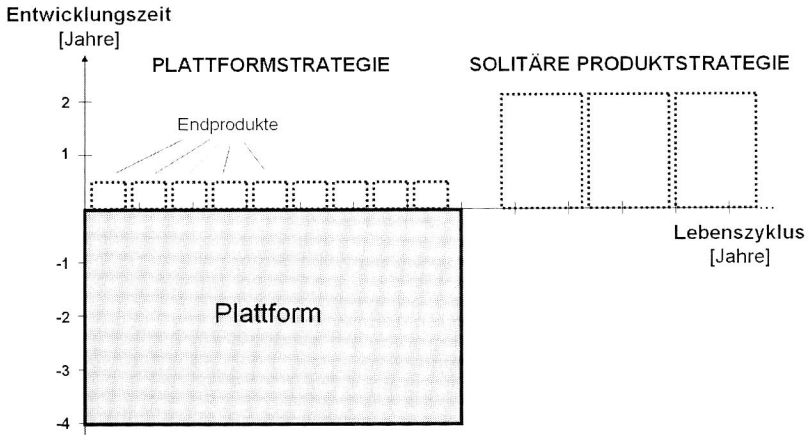 Entwicklungszeit
[Jahre]
PLATTFORMSTRATEGIE
SOLITÄRE PRODUKTSTRATEGIE
2
Endprodukte
1
Lebenszyklus
[Jahre]
-1
Plattform
-2
-3
-4